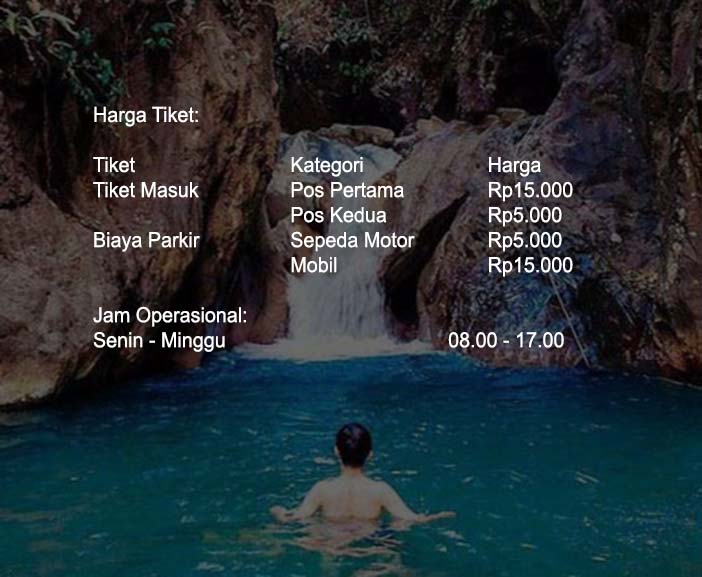 Harga Tiket:
Tiket Kategori Harga
Tiket Masuk Pos Pertama Rp15.000
Pos Kedua Rp5.000
Biaya Parkir Sepeda Motor Rp5.000
Mobil Rp15.000
Jam Operasional:
Senin - Minggu 08.00 - 17.00